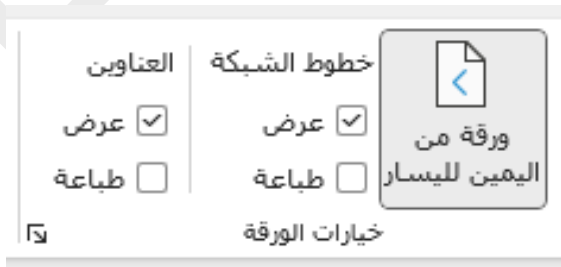 ورقة من
اليمين لليسار
خطوط الشبكة
عرض
طباعة
العناوين
عرض
طباعة
خيارات الورقة